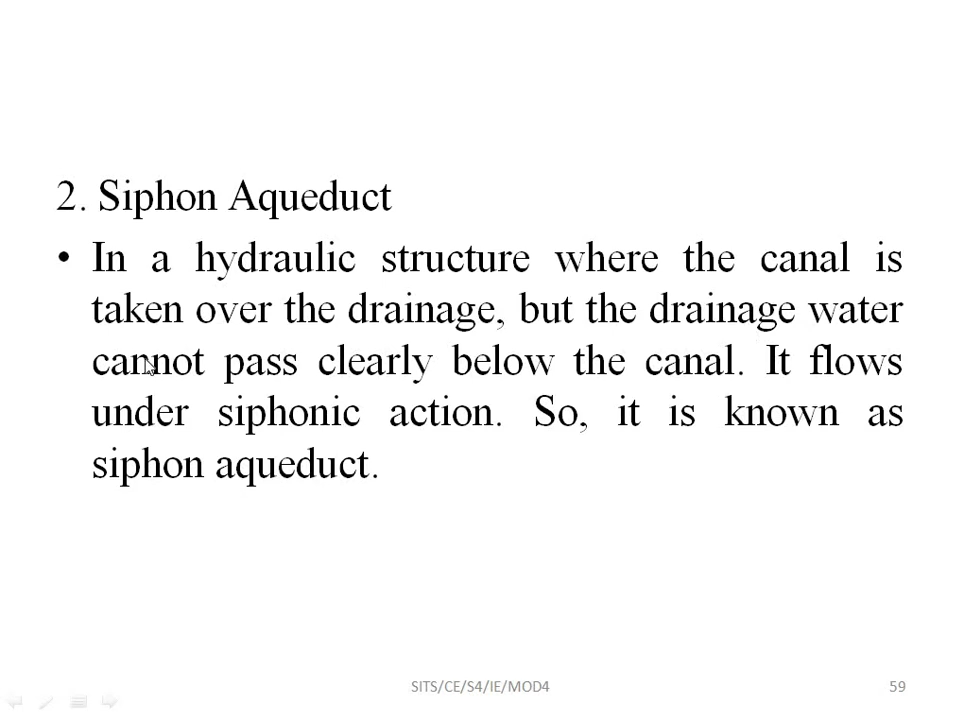 2. Siphon Aqueduct
• In a hydraulic structure where the canal is
taken over the drainage, but the drainage water
cannot pass clearly below the canal. It flows
under siphonic action. So, it is known as
siphon aqueduct.
SITS/CE/S4/IE/MOD4
59